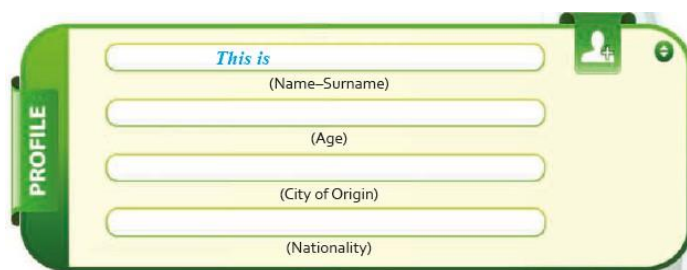 This is
(Name–Surname)
(Age)
(City of Origin)
(Nationality)
PROFILE